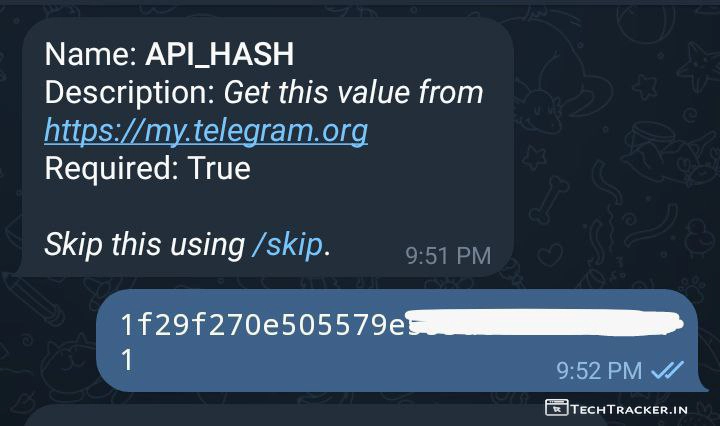 Name: API_HASH
Description: Get this value from
https://my.telegram.org
Required: True
Skip this using /skip.
9:51 PM
1f29f270e505579e
1
9:52 PM
TECHTRACKER.IN